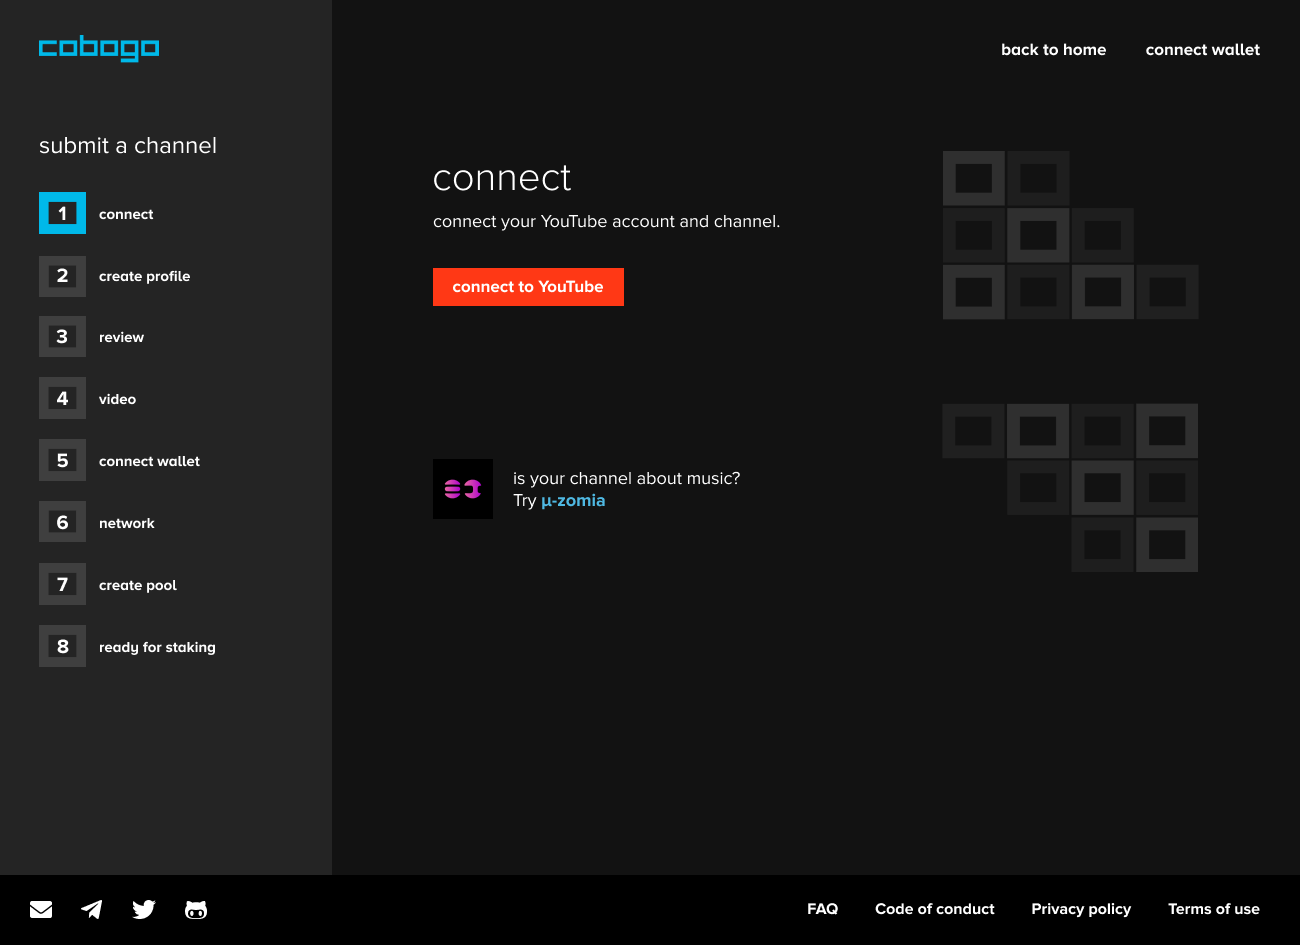 cobogo
back to home
connect wallet
submit a channel
1 connect
2 create profile
3 review
4 video
5 connect wallet
6 network
7 create pool
8 ready for staking
connect
connect your YouTube account and channel.
connect to YouTube
is your channel about music?
Try μ-zomia
FAQ
Code of conduct
Privacy policy
Terms of use